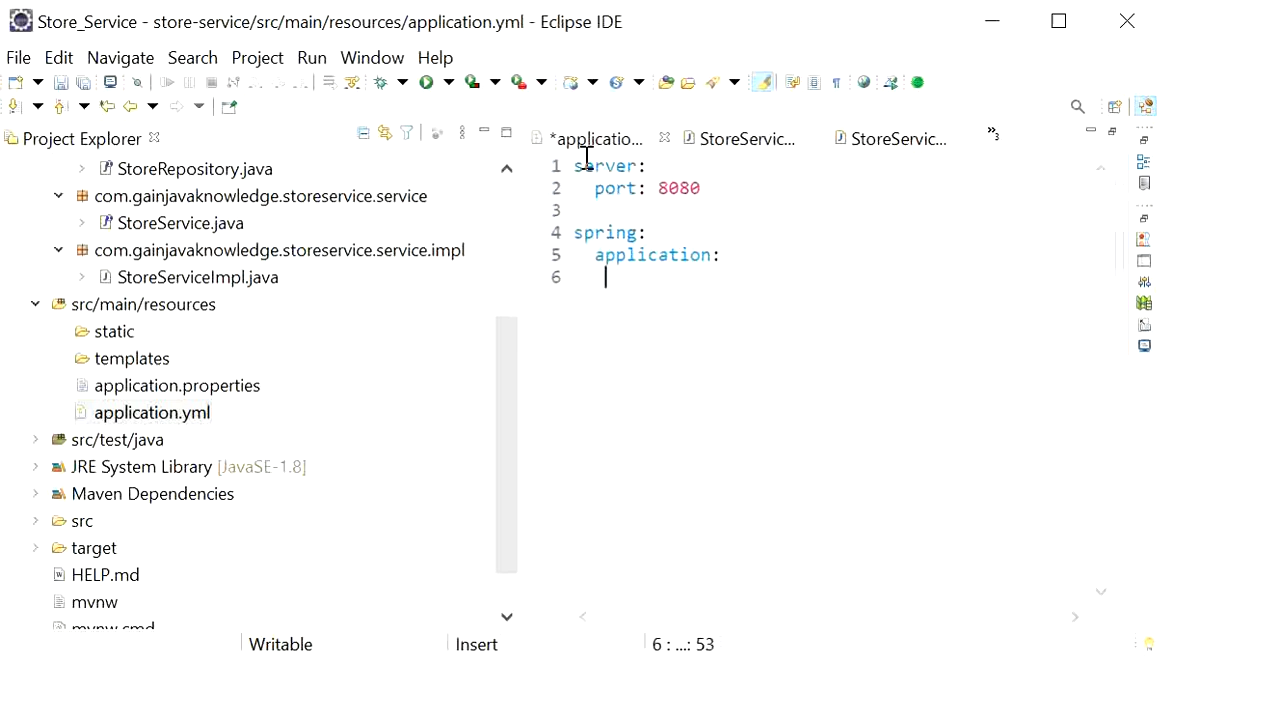 Store_Service - store-service/src/main/resources/application.yml - Eclipse IDE
File Edit Navigate Search Project Run Window Help
Project Explorer
*applicatio... StoreServic... StoreServic... »3
StoreRepository.java
com.gainjavaknowledge.storeservice.service
StoreService.java
com.gainjavaknowledge.storeservice.service.impl
StoreServiceImpl.java
src/main/resources
static
templates
application.properties
application.yml
src/test/java
JRE System Library [JavaSE-1.8]
Maven Dependencies
src
target
HELP.md
mvnw
mvnw.cmd
1 server:
2 port: 8080
3
4 spring:
5 application:
6
Writable Insert 6 : ...: 53